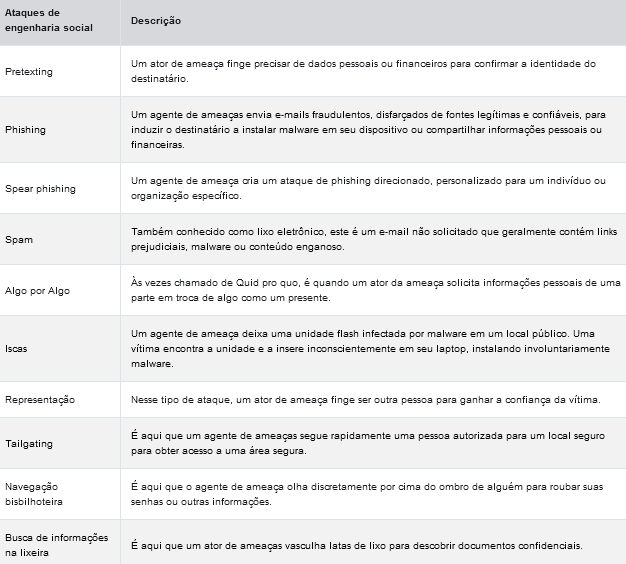 Ataques de
engenharia social
Descrição
Pretexting
Um ator de ameaça finge precisar de dados pessoais ou financeiros para confirmar a identidade do
destinatário.
Phishing
Um agente de ameaças envia e-mails fraudulentos, disfarçados de fontes legítimas e confiáveis, para
induzir o destinatário a instalar malware em seu dispositivo ou compartilhar informações pessoais ou
financeiras.
Spear phishing
Um agente de ameaça cria um ataque de phishing direcionado, personalizado para um indivíduo ou
organização específico.
Spam
Também conhecido como lixo eletrônico, este é um e-mail não solicitado que geralmente contém links
prejudiciais, malware ou conteúdo enganoso.
Algo por Algo
Às vezes chamado de Quid pro quo, é quando um ator da ameaça solicita informações pessoais de uma
parte em troca de algo como um presente.
Iscas
Um agente de ameaça deixa uma unidade flash infectada por malware em um local público. Uma
vítima encontra a unidade e a insere inconscientemente em seu laptop, instalando involuntariamente
malware.
Representação
Nesse tipo de ataque, um ator de ameaça finge ser outra pessoa para ganhar a confiança da vítima.
Tailgating
É aqui que um agente de ameaças segue rapidamente uma pessoa autorizada para um local seguro
para obter acesso a uma área segura.
Navegação
bisbilhoteira
É aqui que o agente de ameaça olha discretamente por cima do ombro de alguém para roubar suas
senhas ou outras informações.
Busca de informações
na lixeira
É aqui que um ator de ameaças vasculha latas de lixo para descobrir documentos confidenciais.